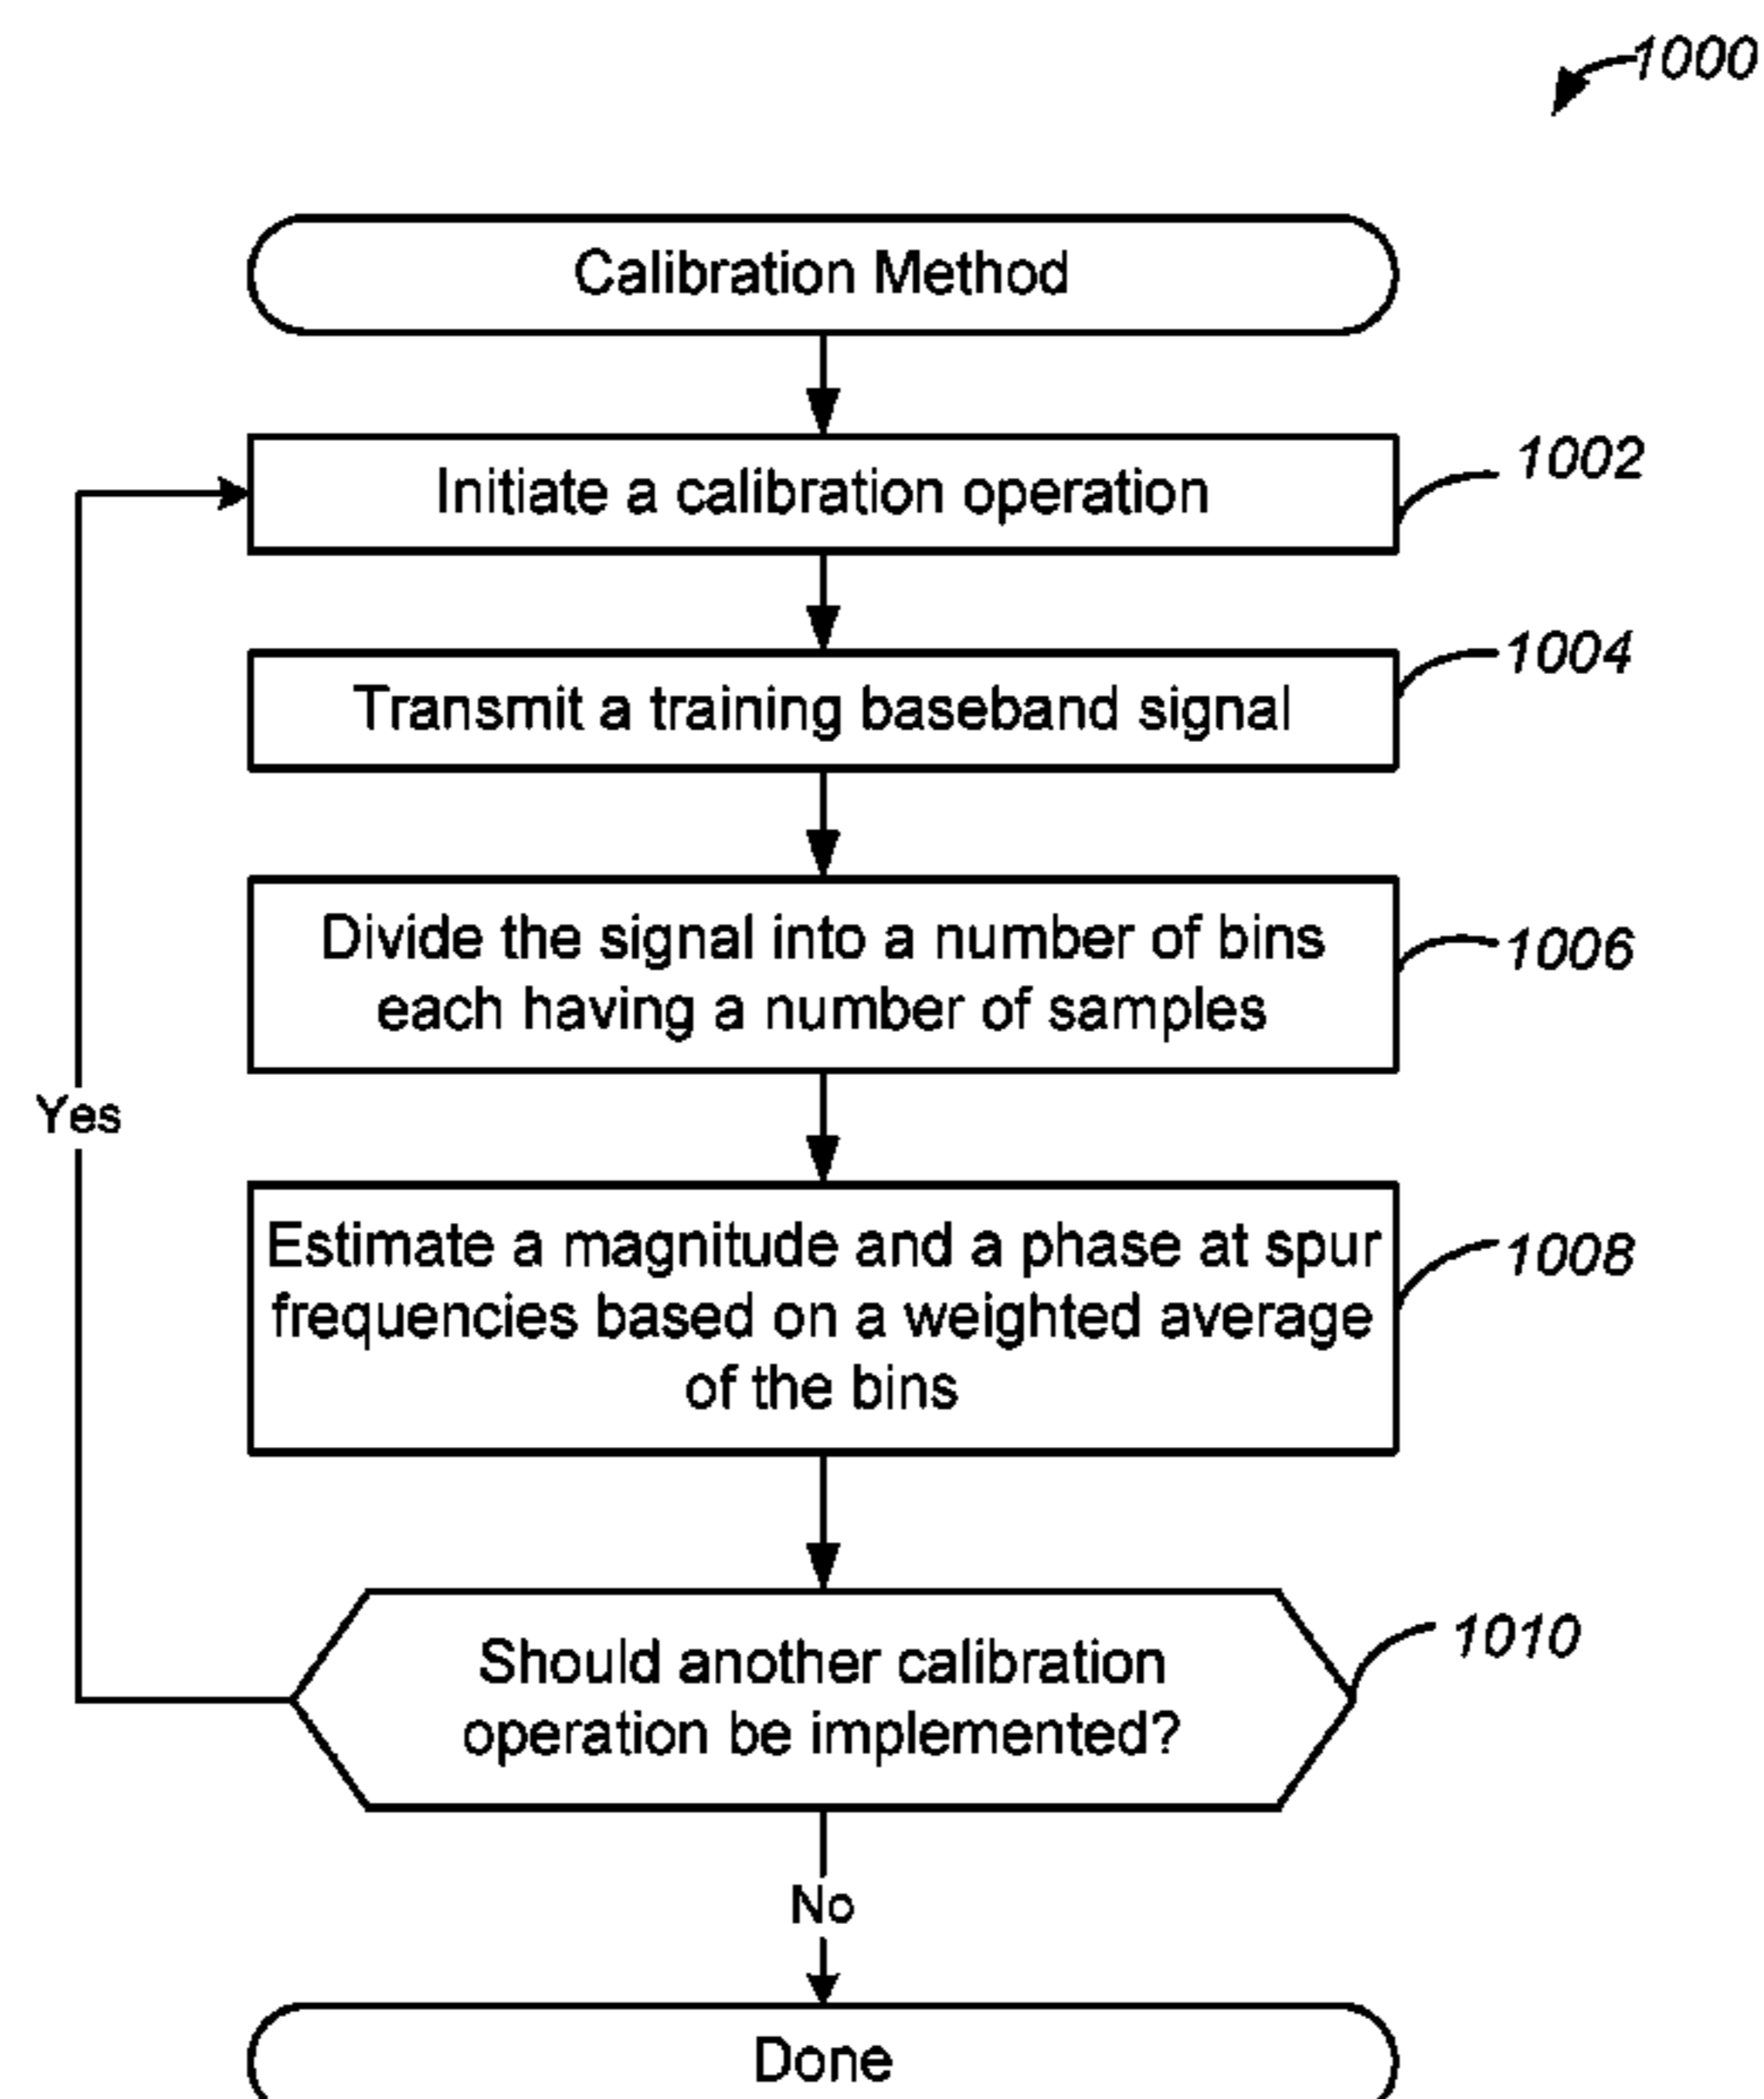 1000
Calibration Method
Initiate a calibration operation
1002
Transmit a training baseband signal
1004
Divide the signal into a number of bins
each having a number of samples
1006
Yes
Estimate a magnitude and a phase at spur
frequencies based on a weighted average
of the bins
1008
Should another calibration
operation be implemented?
1010
No
Done